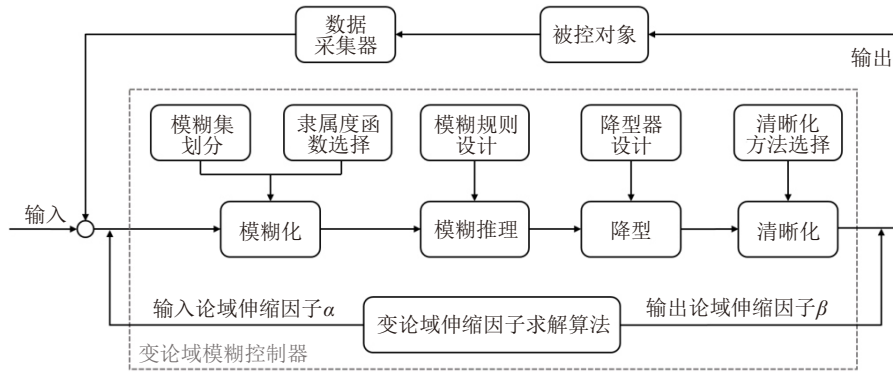 数据
采集器
被控对象
输出
模糊集
划分
隶属度函
数选择
模糊规则
设计
降型器
设计
清晰化
方法选择
输入
模糊化
模糊推理
降型
清晰化
输入论域伸缩因子α
变论域伸缩因子求解算法
输出论域伸缩因子β
变论域模糊控制器